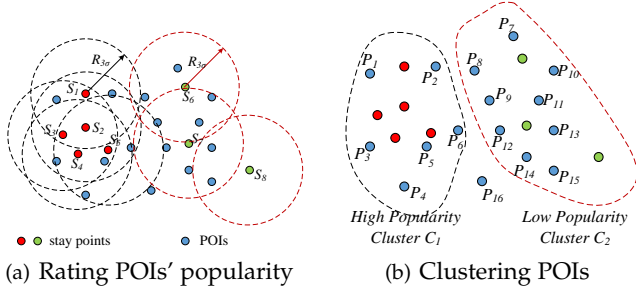 R3σ
R3σ
S1
S2
S3
S4
S5
S6
S7
S8
stay points
POIs
(a) Rating POIs' popularity
P1
P2
P3
P4
P5
P6
P7
P8
P9
P10
P11
P12
P13
P14
P15
P16
High Popularity
Cluster C1
Low Popularity
Cluster C2
(b) Clustering POIs